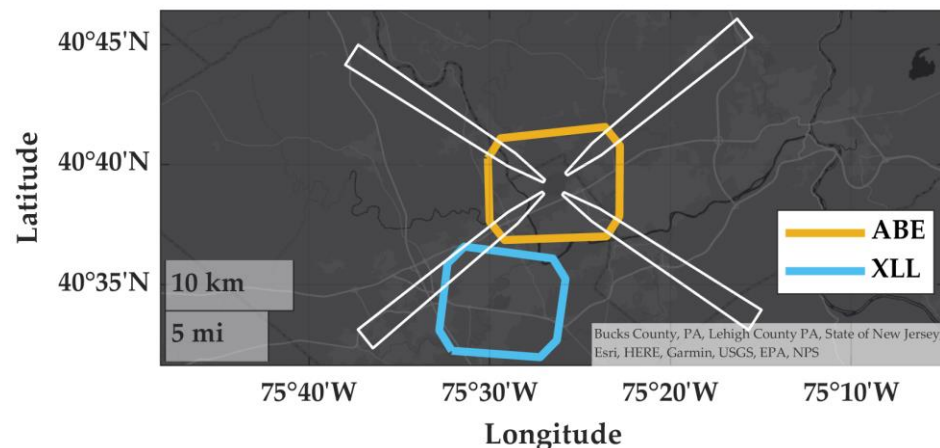 40°45'N
40°40'N
40°35'N
Latitude
10 km
5 mi
ABE
XLL
Bucks County, PA, Lehigh County PA, State of New Jersey,
Esri, HERE, Garmin, USGS, EPA, NPS
75°40'W
75°30'W
75°20'W
75°10'W
Longitude